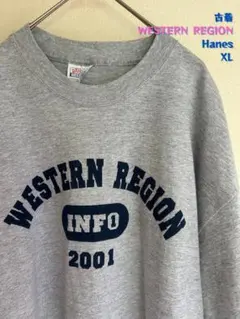 古着
WESTERN REGION
Hanes
XL
WESTERN REGION
INFO
2001